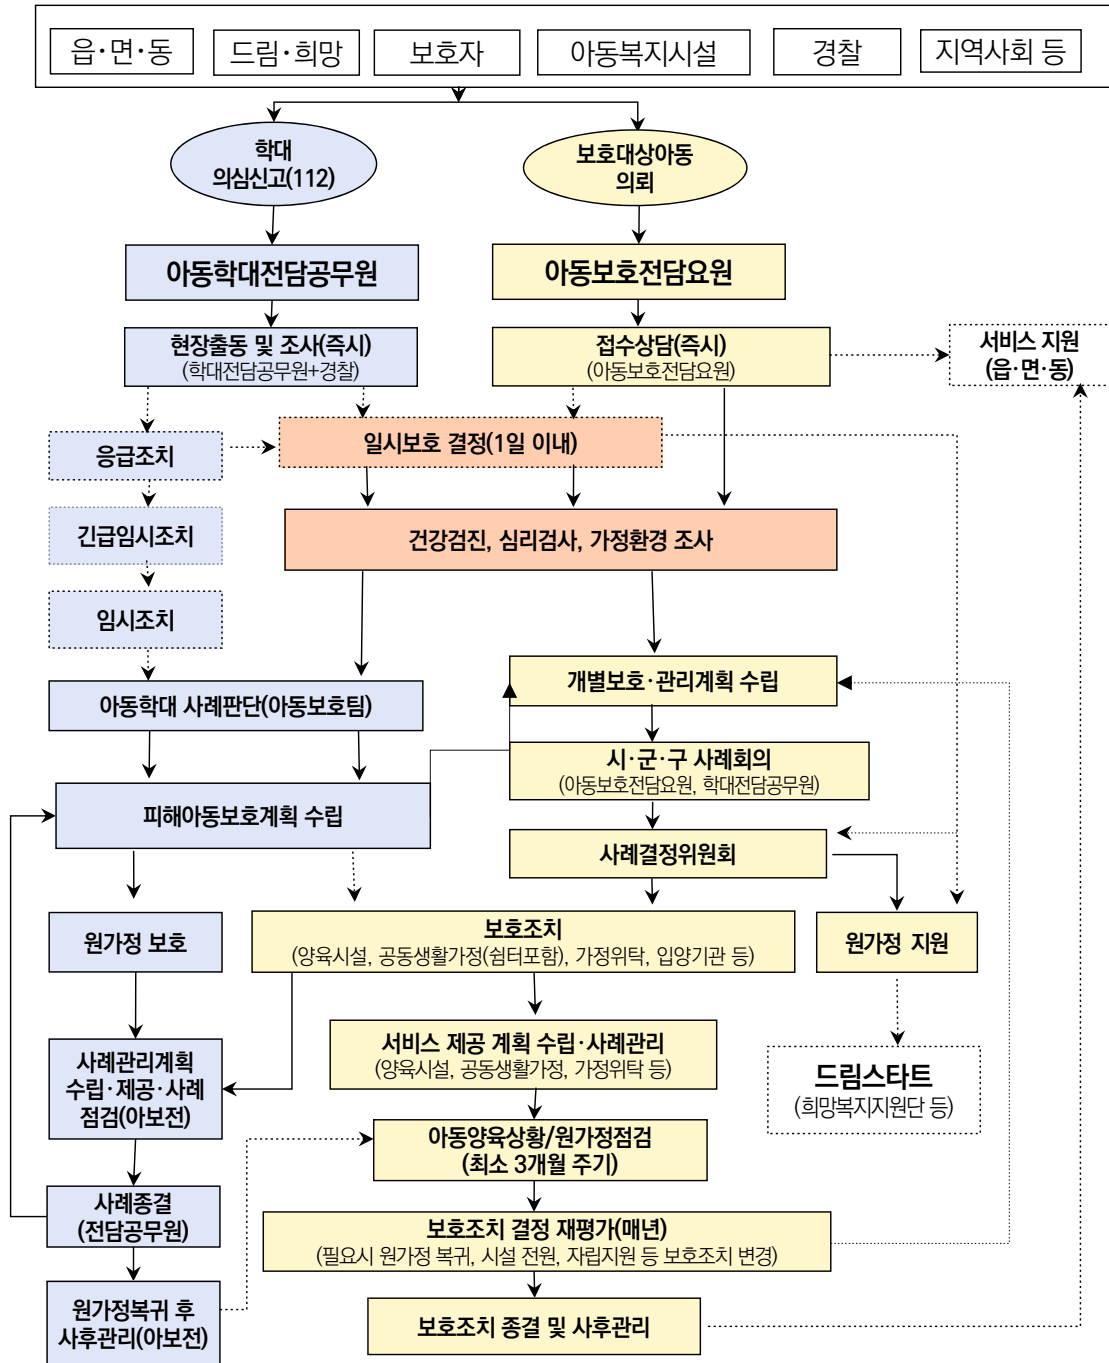 읍·면·동
드림·희망
보호자
아동복지시설
경찰
지역사회 등
학대
의심신고(112)
보호대상아동
의뢰
아동학대전담공무원
아동보호전담요원
현장출동 및 조사(즉시)
(학대전담공무원+경찰)
접수상담(즉시)
(아동보호전담요원)
서비스 지원
(읍·면·동)
응급조치
일시보호 결정(1일 이내)
긴급임시조치
건강검진, 심리검사, 가정환경 조사
임시조치
아동학대 사례판단(아동보호팀)
개별보호·관리계획 수립
시·군·구 사례회의
(아동보호전담요원, 학대전담공무원)
피해아동보호계획 수립
사례결정위원회
원가정 보호
보호조치
(양육시설, 공동생활가정(쉼터포함), 가정위탁, 입양기관 등)
원가정 지원
사례관리계획
수립·제공·사례
점검(아보전)
서비스 제공 계획 수립·사례관리
(양육시설, 공동생활가정, 가정위탁 등)
드림스타트
(희망복지지원단 등)
아동양육상황/원가정점검
(최소 3개월 주기)
사례종결
(전담공무원)
보호조치 결정 재평가(매년)
(필요시 원가정 복귀, 시설 전원, 자립지원 등 보호조치 변경)
원가정복귀 후
사후관리(아보전)
보호조치 종결 및 사후관리